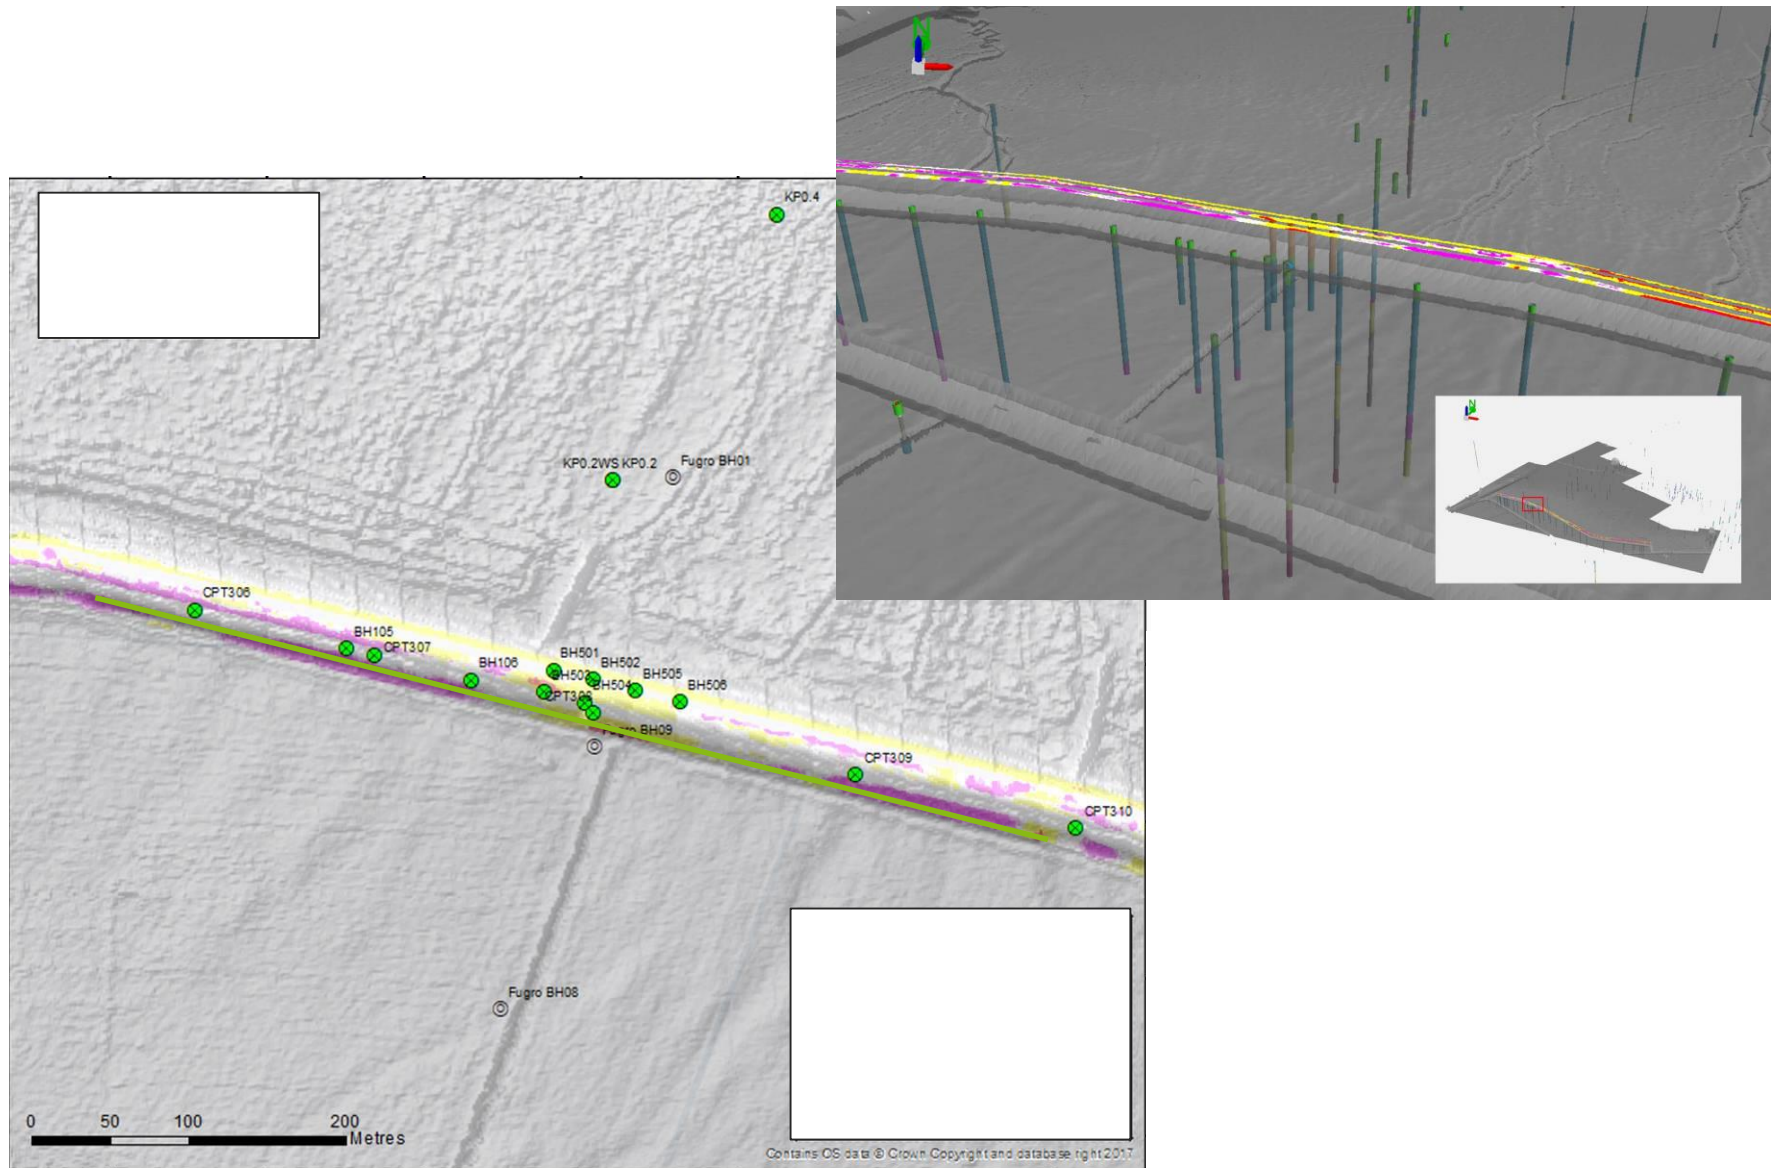 N
N
KP0.4
KP0.2WS KP0.2
Fugro BH01
CPT306
BH105
CPT307
BH106
BH501
BH502
BH503
BH505
BH504
BH506
BH09
CPT309
CPT310
Fugro BH08
0 50 100 200
Metres
Contains OS data © Crown Copyright and database right 2017